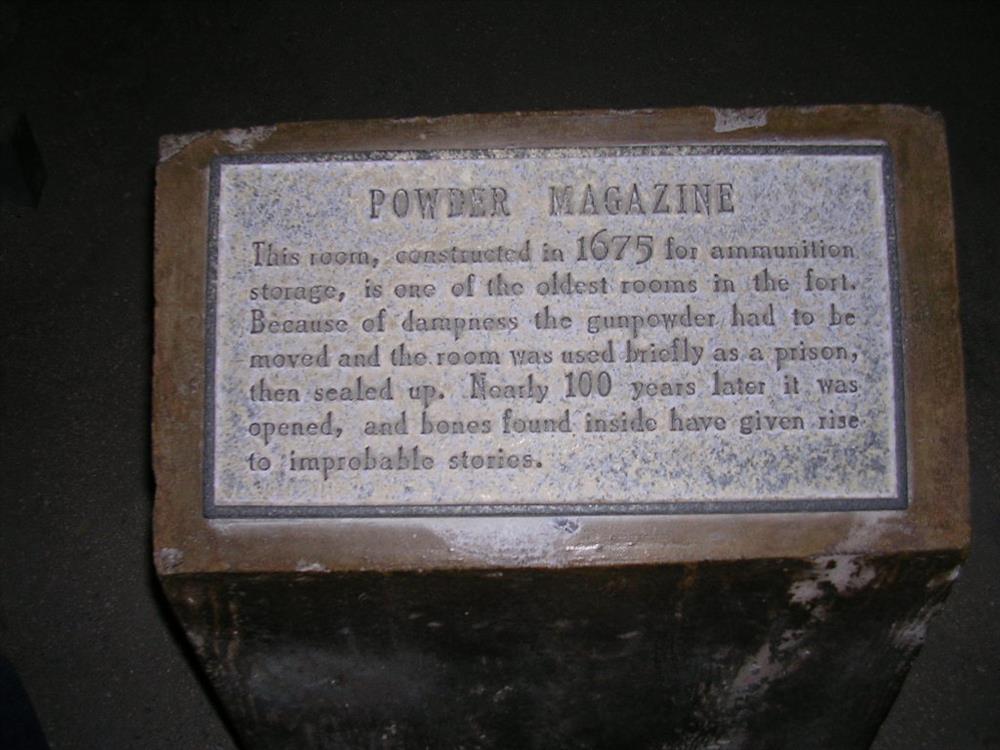 POWDER MAGAZINE
This room, constructed in 1675 for ammunition
storage, is one of the oldest rooms in the fort.
Because of dampness the gunpowder had to be
moved and the room was used briefly as a prison,
then sealed up. Nearly 100 years later it was
opened, and bones found inside have given rise
to improbable stories.